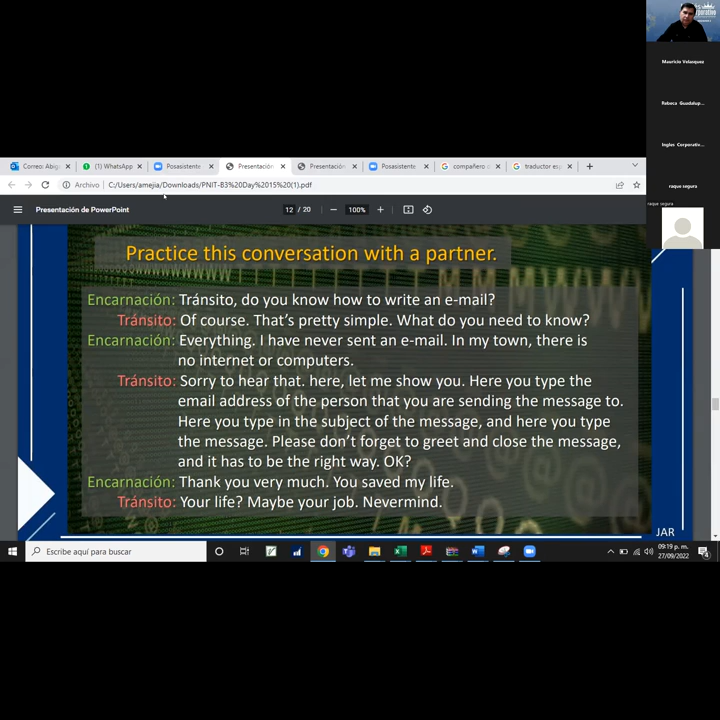 Correo: Abig
(1) WhatsApp
Posasistente
Presentación
Presentación
Posasistente
compañero
traductor es
Archivo
C:/Users/amejia/Downloads/PNIT-B3%20Day%2015%20(1).pdf
Presentación de PowerPoint
12 / 20
100%
Practice this conversation with a partner.
Encarnación: Tránsito, do you know how to write an e-mail?
Tránsito: Of course. That's pretty simple. What do you need to know?
Encarnación: Everything. I have never sent an e-mail. In my town, there is
no internet or computers.
Tránsito: Sorry to hear that. here, let me show you. Here you type the
email address of the person that you are sending the message to.
Here you type in the subject of the message, and here you type
the message. Please don't forget to greet and close the message,
and it has to be the right way. OK?
Encarnación: Thank you very much. You saved my life.
Tránsito: Your life? Maybe your job. Nevermind.
JAR
Escribe aquí para buscar
09:19 p. m.
27/09/2022
4
Mauricio Velasquez
Rebeca Guadalup...
Ingles Corporatio...
raque segura
raque segura